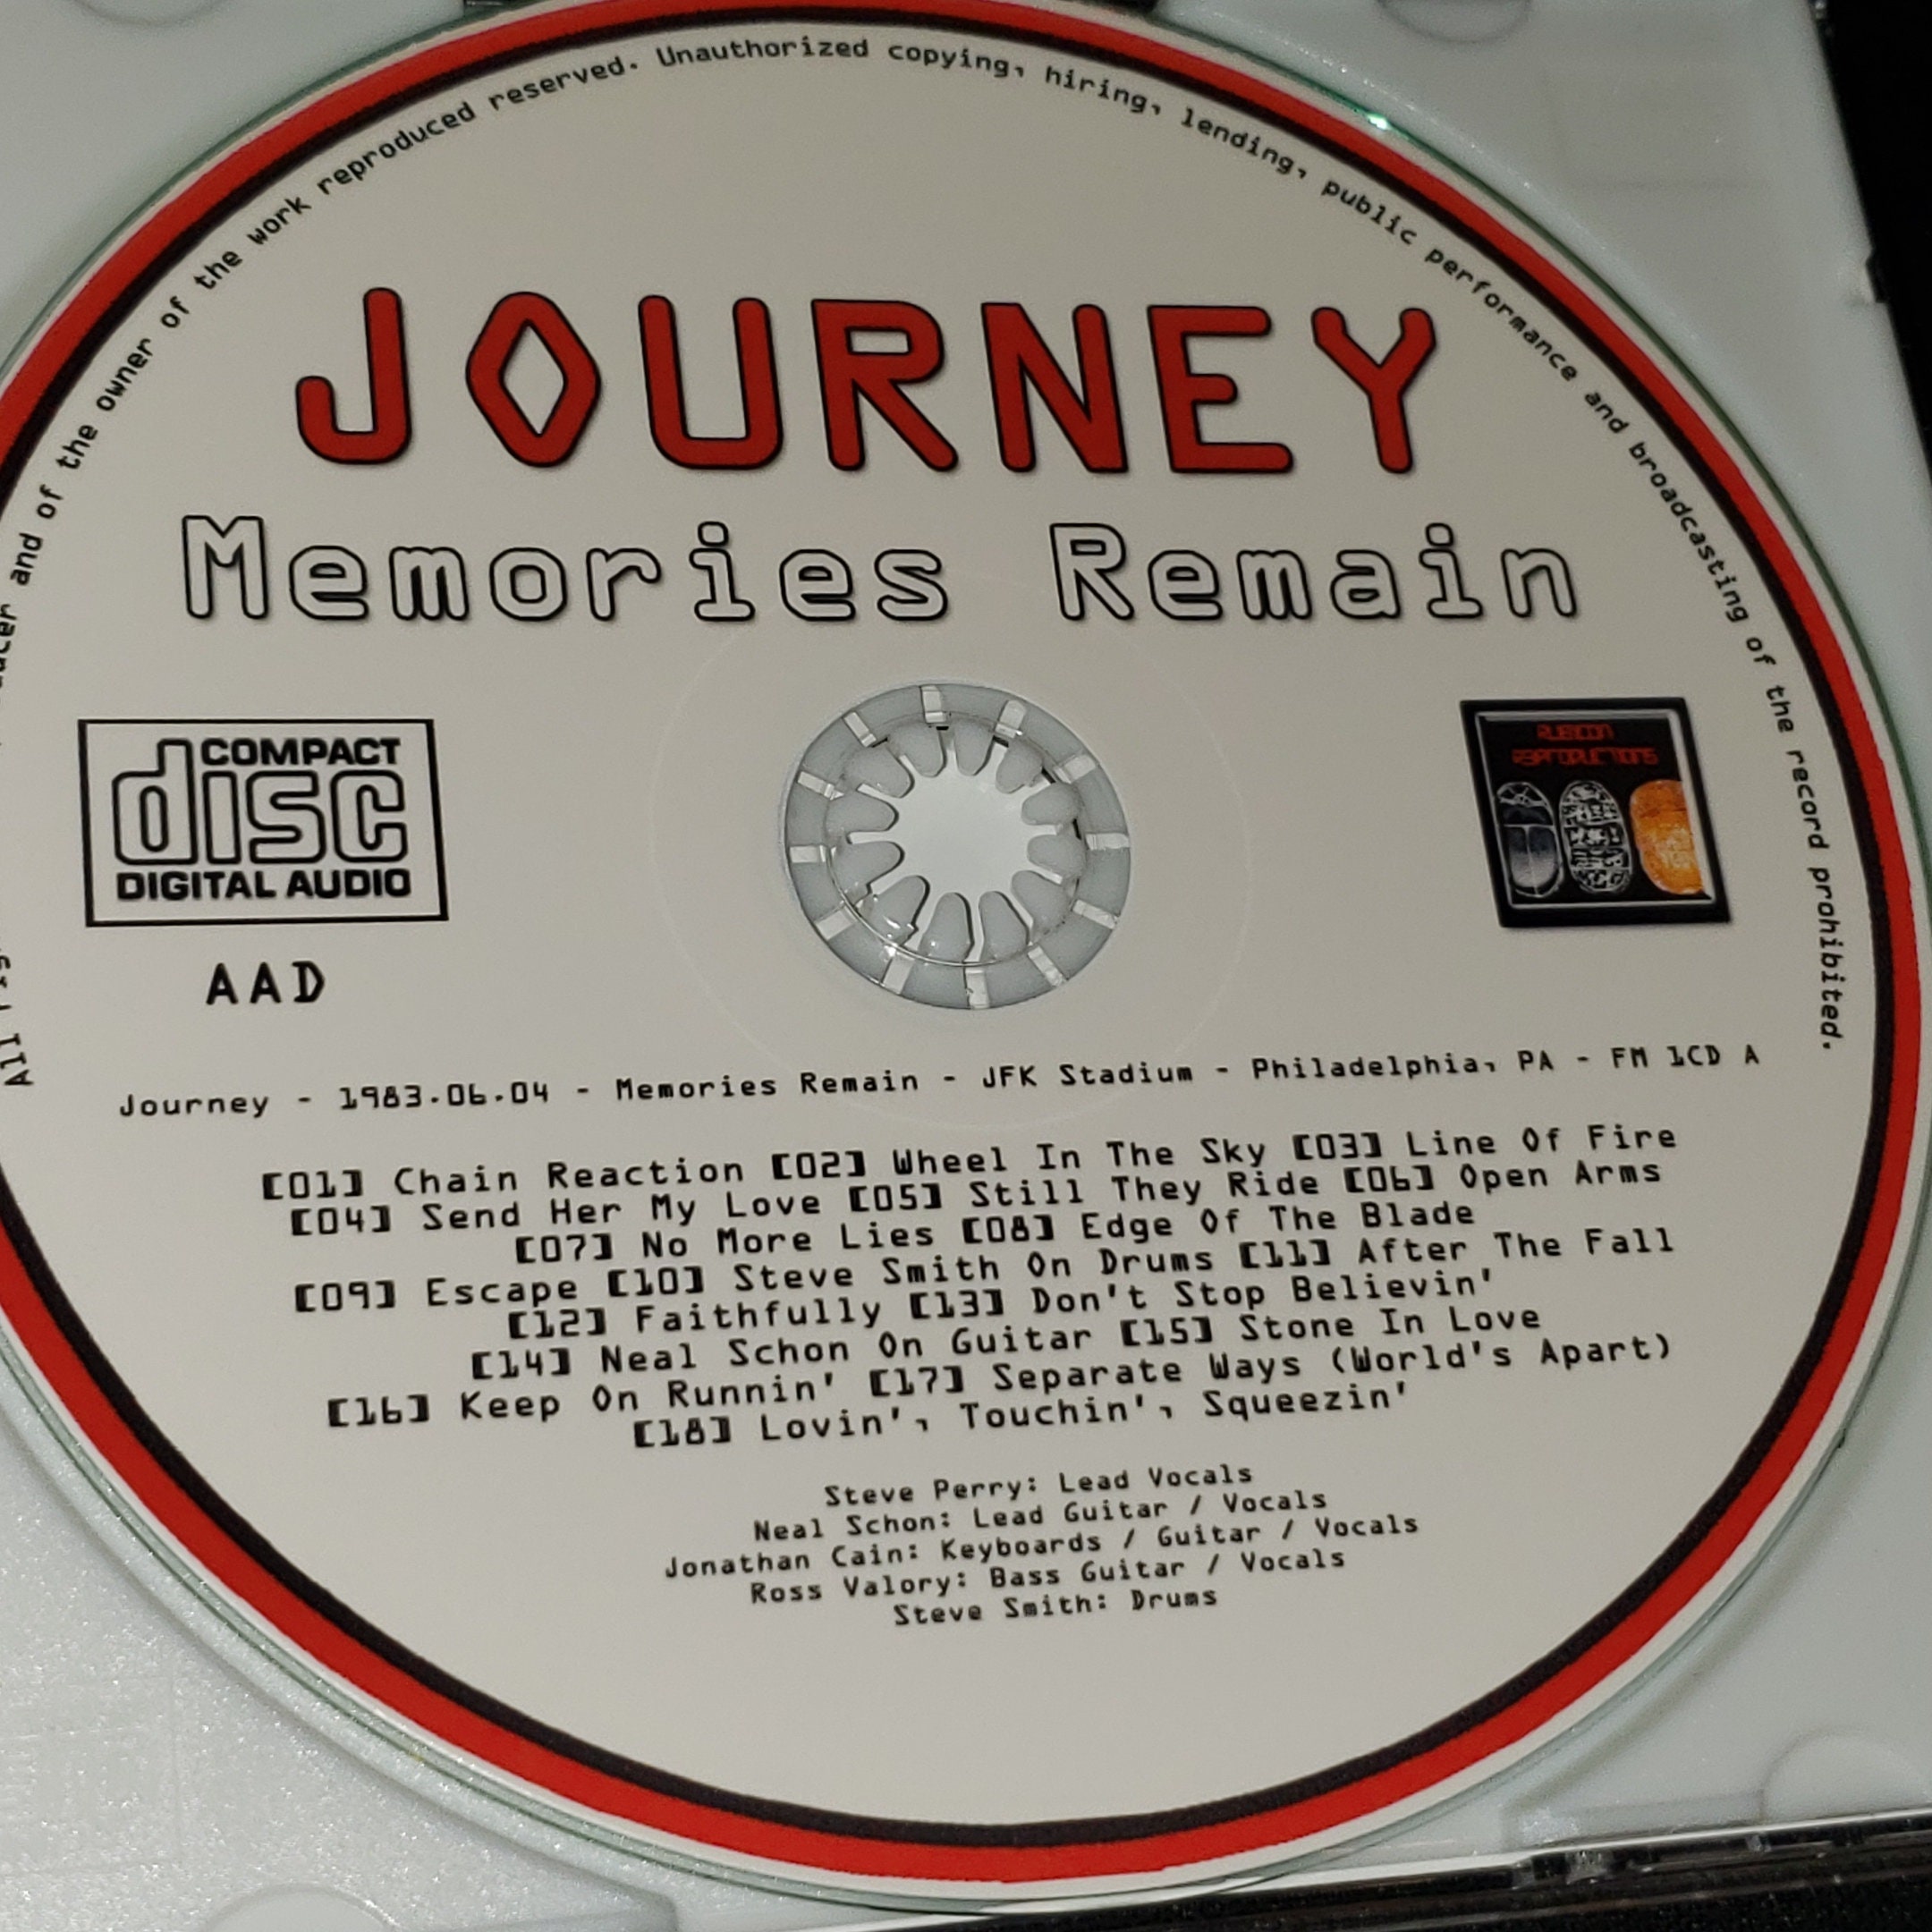 and of the owner of the work reproduced reserved. Unauthorized copying, hiring, lending, public performance and broadcasting of the record prohibited.
JOURNEY
Memories Remain
COMPACT
disc
DIGITAL AUDIO
RUBICON
REPRODUCTIONS
AAD
Journey - 1983.06.04 - Memories Remain - JFK Stadium - Philadelphia, PA - FM 1CD A
[01] Chain Reaction [02] Wheel In The Sky [03] Line Of Fire
[04] Send Her My Love [05] Still They Ride [06] Open Arms
[07] No More Lies [08] Edge Of The Blade
[09] Escape [10] Steve Smith On Drums [11] After The Fall
[12] Faithfully [13] Don't Stop Believin'
[14] Neal Schon On Guitar [15] Stone In Love
[16] Keep On Runnin' [17] Separate Ways (World's Apart)
[18] Lovin', Touchin', Squeezin'
Steve Perry: Lead Vocals
Neal Schon: Lead Guitar / Vocals
Jonathan Cain: Keyboards / Guitar / Vocals
Ross Valory: Bass Guitar / Vocals
Steve Smith: Drums